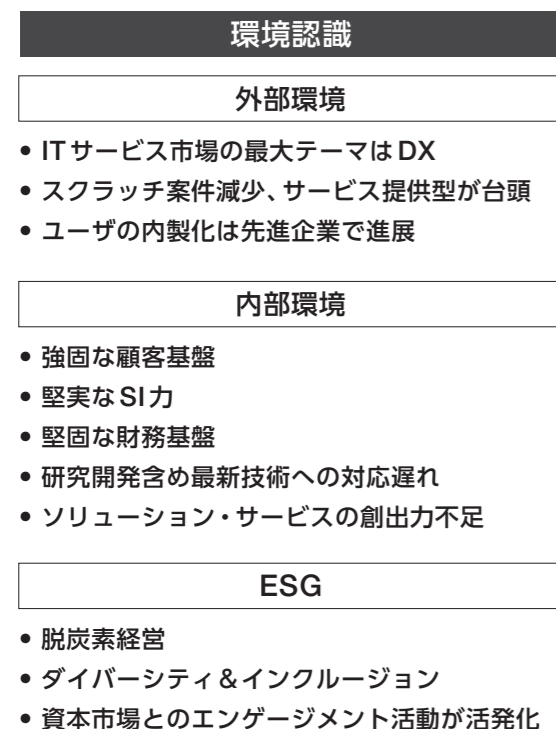 環境認識
外部環境
• ITサービス市場の最大テーマはDX
• スクラッチ案件減少、サービス提供型が台頭
• ユーザの内製化は先進企業で進展
内部環境
• 強固な顧客基盤
• 堅実なSI力
• 堅固な財務基盤
• 研究開発含め最新技術への対応遅れ
• ソリューション・サービスの創出力不足
ESG
• 脱炭素経営
• ダイバーシティ&インクルージョン
• 資本市場とのエンゲージメント活動が活発化